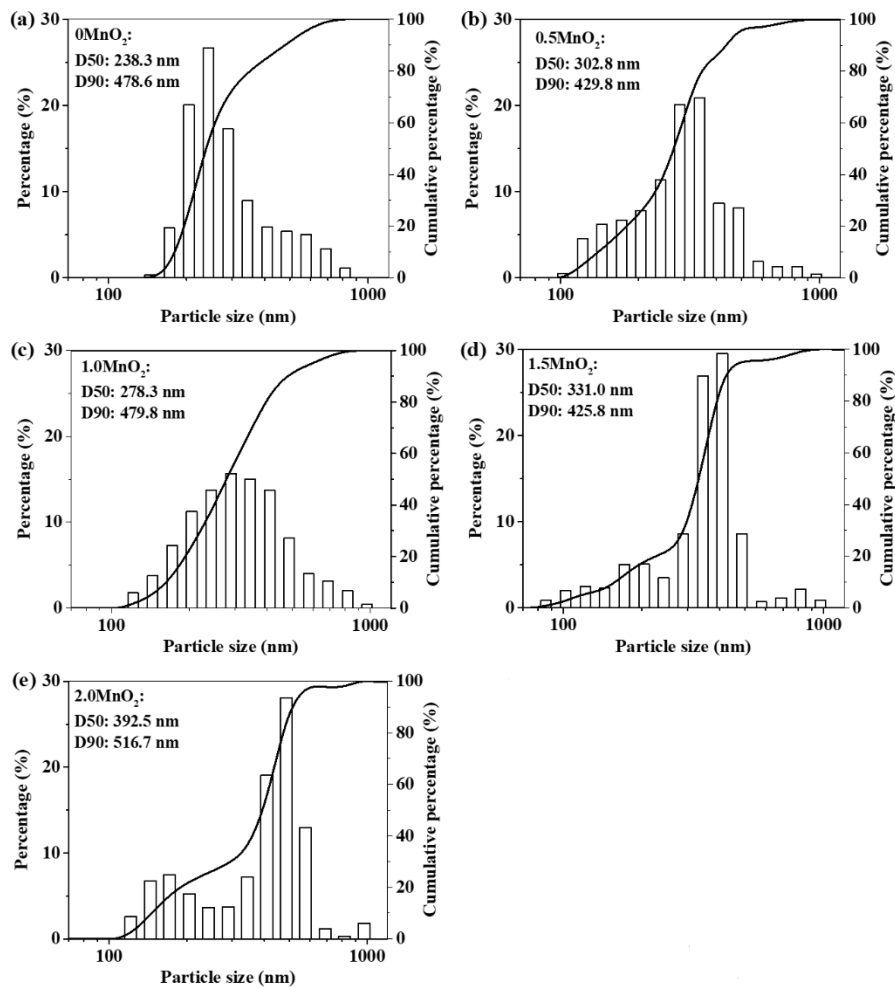 (a)
0MnO₂:
D50: 238.3 nm
D90: 478.6 nm
Percentage (%)
30
20
10
0
Cumulative percentage (%)
100
80
60
40
20
0
100
1000
Particle size (nm)
(b)
0.5MnO₂:
D50: 302.8 nm
D90: 429.8 nm
Percentage (%)
30
20
10
0
Cumulative percentage (%)
100
80
60
40
20
0
100
1000
Particle size (nm)
(c)
1.0MnO₂:
D50: 278.3 nm
D90: 479.8 nm
Percentage (%)
30
20
10
0
Cumulative percentage (%)
100
80
60
40
20
0
100
1000
Particle size (nm)
(d)
1.5MnO₂:
D50: 331.0 nm
D90: 425.8 nm
Percentage (%)
30
20
10
0
Cumulative percentage (%)
100
80
60
40
20
0
100
1000
Particle size (nm)
(e)
2.0MnO₂:
D50: 392.5 nm
D90: 516.7 nm
Percentage (%)
30
20
10
0
Cumulative percentage (%)
100
80
60
40
20
0
100
1000
Particle size (nm)